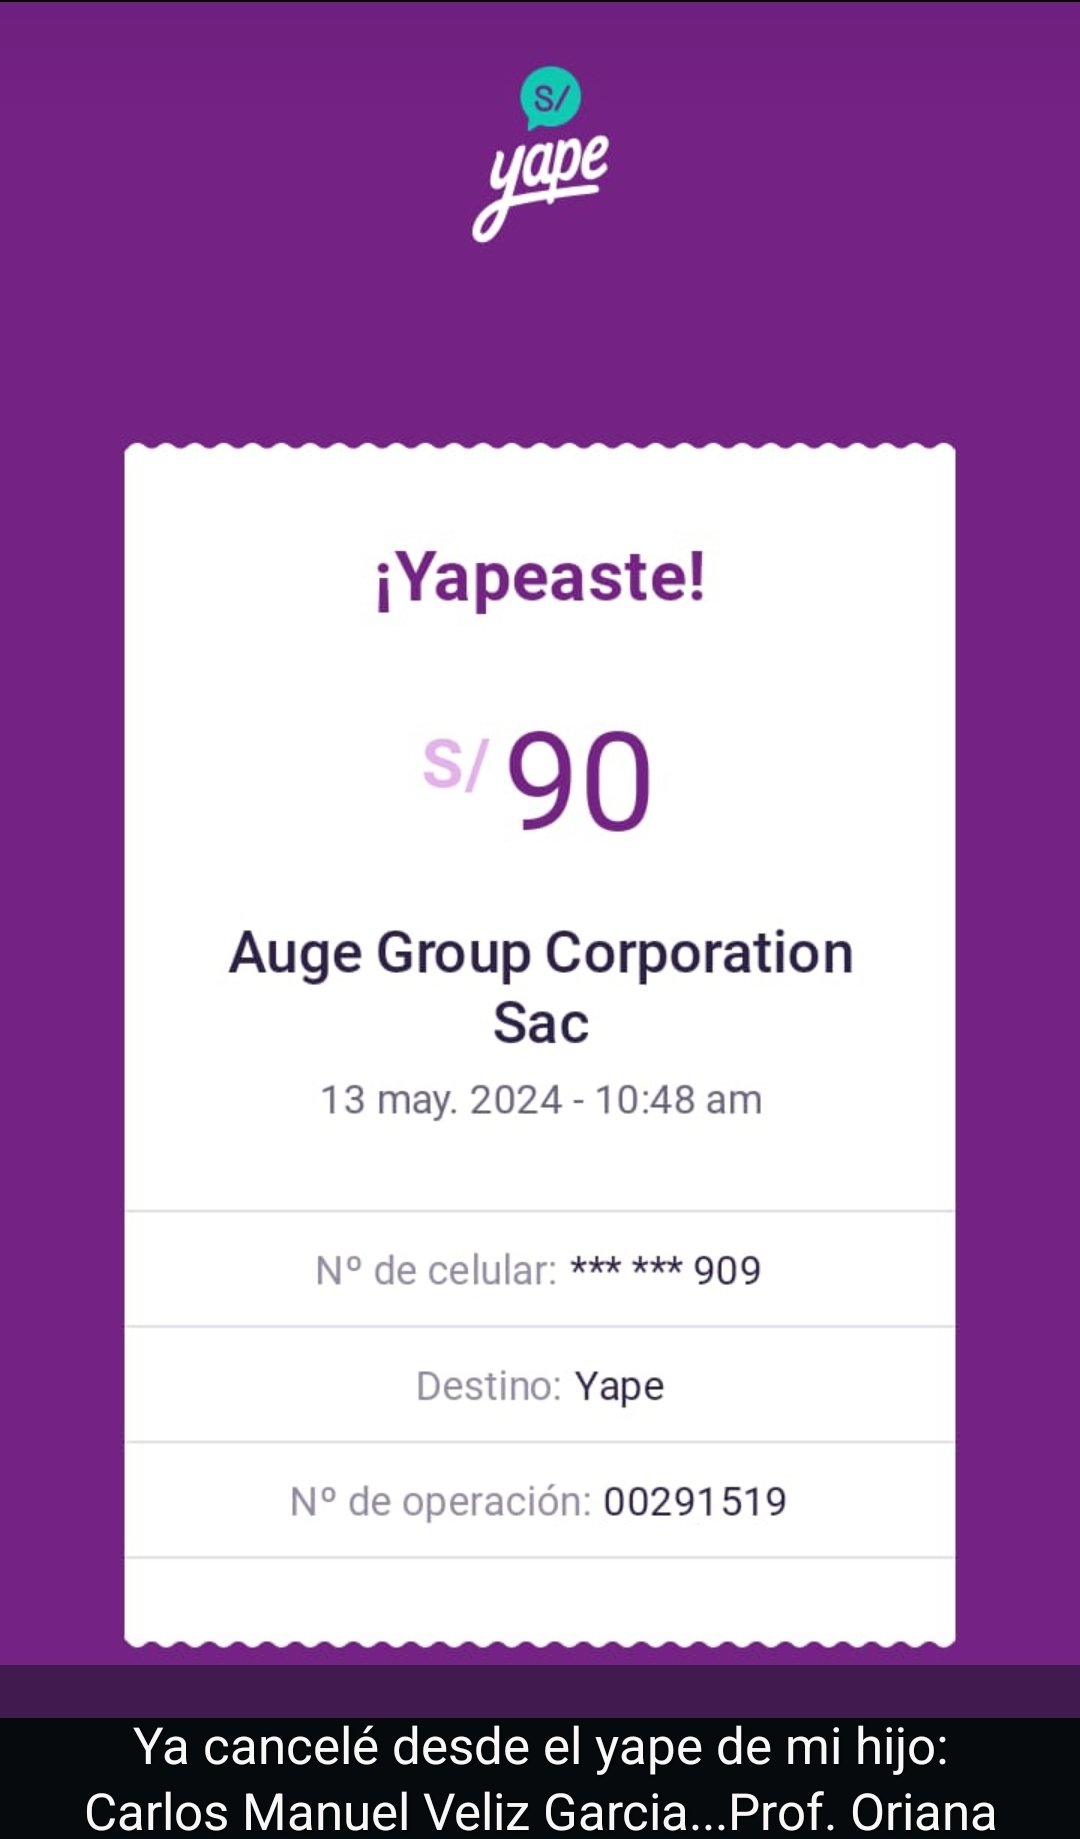 S/
yape
¡Yapeaste!
S/ 90
Auge Group Corporation
Sac
13 may. 2024 - 10:48 am
Nº de celular: *** *** 909
Destino: Yape
Nº de operación: 00291519
Ya cancelé desde el yape de mi hijo:
Carlos Manuel Veliz Garcia...Prof. Oriana